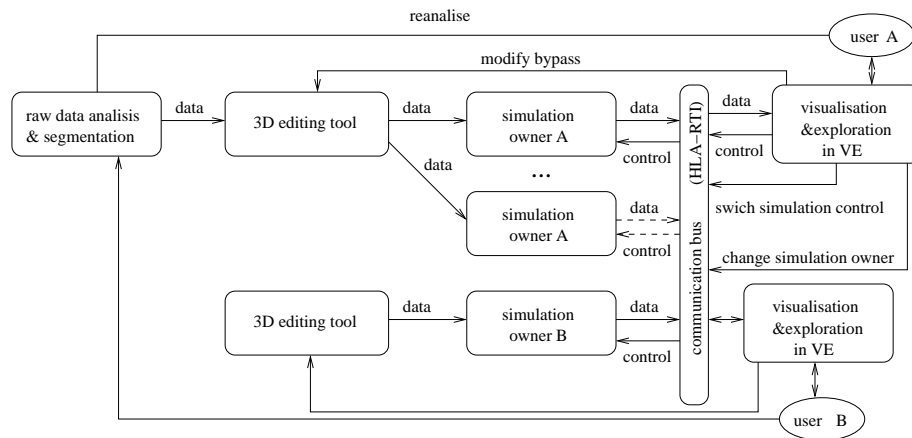 reanalise
user A
modify bypass
raw data analisis
& segmentation
data
3D editing tool
data
simulation
owner A
data
control
data
control
visualisation
&exploration
in VE
data
...
simulation
owner A
data
control
communication bus (HLA–RTI)
swich simulation control
change simulation owner
3D editing tool
data
simulation
owner B
data
control
visualisation
&exploration
in VE
user B